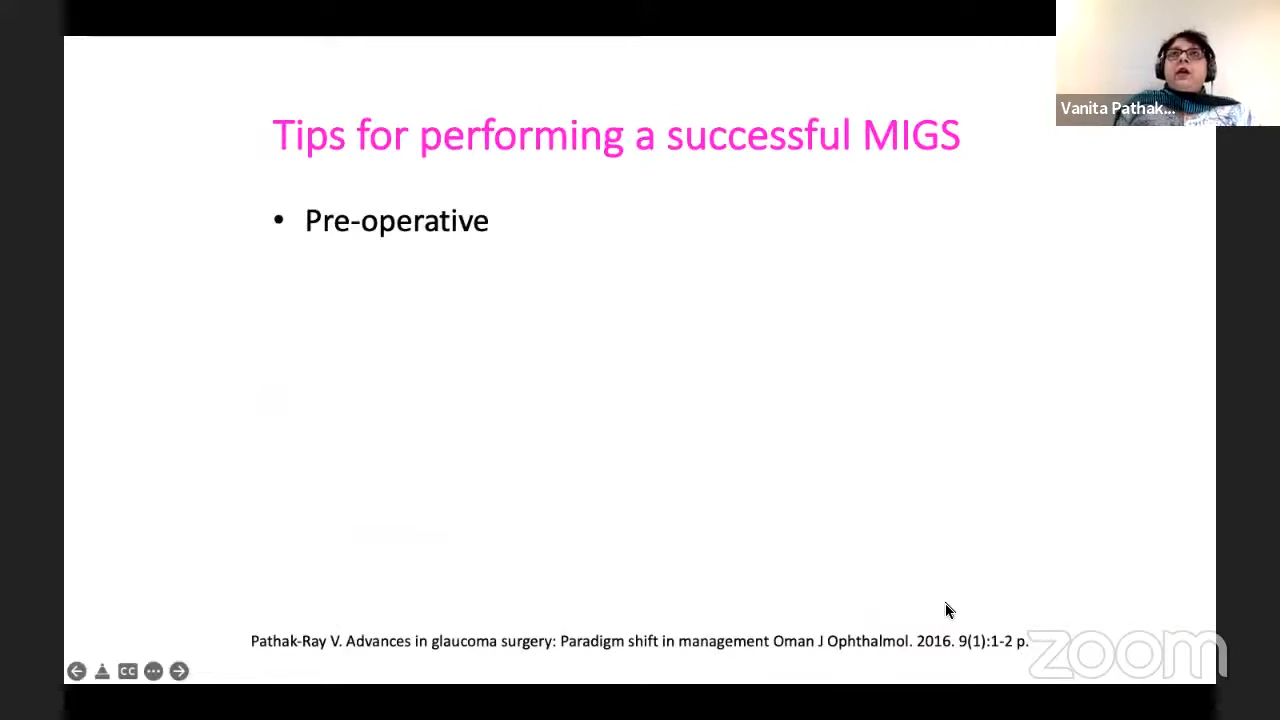 Tips for performing a successful MIGS
Vanita Pathak...
• Pre-operative
Pathak-Ray V. Advances in glaucoma surgery: Paradigm shift in management Oman J Ophthalmol. 2016. 9(1):1-2 p.
zoom
CC